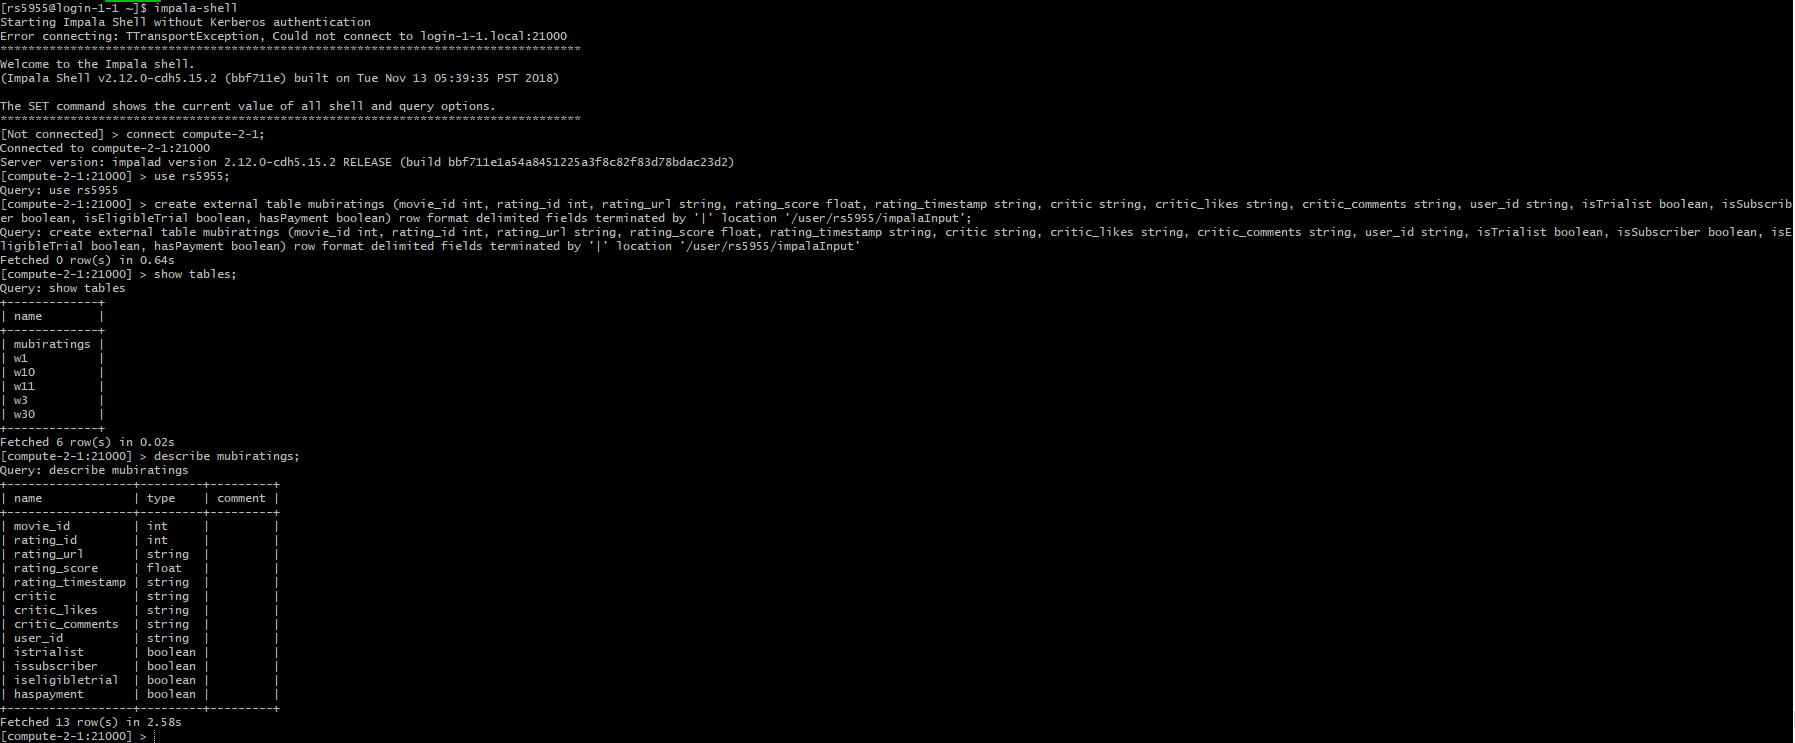 [rs5955@login-1-1 ~]$ impala-shell
Starting Impala Shell without Kerberos authentication
Error connecting: TTransportException, Could not connect to login-1-1.local:21000
***********************************************************************************
Welcome to the Impala shell.
(Impala Shell v2.12.0-cdh5.15.2 (bbf711e) built on Tue Nov 13 05:39:35 PST 2018)

The SET command shows the current value of all shell and query options.
***********************************************************************************
[Not connected] > connect compute-2-1;
Connected to compute-2-1:21000
Server version: impalad version 2.12.0-cdh5.15.2 RELEASE (build bbf711e1a54a8451225a3f8c82f83d78bdac23d2)
[compute-2-1:21000] > use rs5955;
Query: use rs5955
[compute-2-1:21000] > create external table mubiratings (movie_id int, rating_id int, rating_url string, rating_score float, rating_timestamp string, critic string, critic_likes string, critic_comments string, user_id string, isTrialist boolean, isSubscrib
er boolean, isEligibleTrial boolean, hasPayment boolean) row format delimited fields terminated by '|' location '/user/rs5955/impalaInput';
Query: create external table mubiratings (movie_id int, rating_id int, rating_url string, rating_score float, rating_timestamp string, critic string, critic_likes string, critic_comments string, user_id string, isTrialist boolean, isSubscriber boolean, isE
ligibleTrial boolean, hasPayment boolean) row format delimited fields terminated by '|' location '/user/rs5955/impalaInput'
Fetched 0 row(s) in 0.64s
[compute-2-1:21000] > show tables;
Query: show tables
+-------------+
| name        |
+-------------+
| mubiratings |
| w1          |
| w10         |
| w11         |
| w3          |
| w30         |
+-------------+
Fetched 6 row(s) in 0.02s
[compute-2-1:21000] > describe mubiratings;
Query: describe mubiratings
+------------------+---------+---------+
| name             | type    | comment |
+------------------+---------+---------+
| movie_id         | int     |         |
| rating_id        | int     |         |
| rating_url       | string  |         |
| rating_score     | float   |         |
| rating_timestamp | string  |         |
| critic           | string  |         |
| critic_likes     | string  |         |
| critic_comments  | string  |         |
| user_id          | string  |         |
| istrialist       | boolean |         |
| issubscriber     | boolean |         |
| iseligibletrial  | boolean |         |
| haspayment       | boolean |         |
+------------------+---------+---------+
Fetched 13 row(s) in 2.58s
[compute-2-1:21000] >